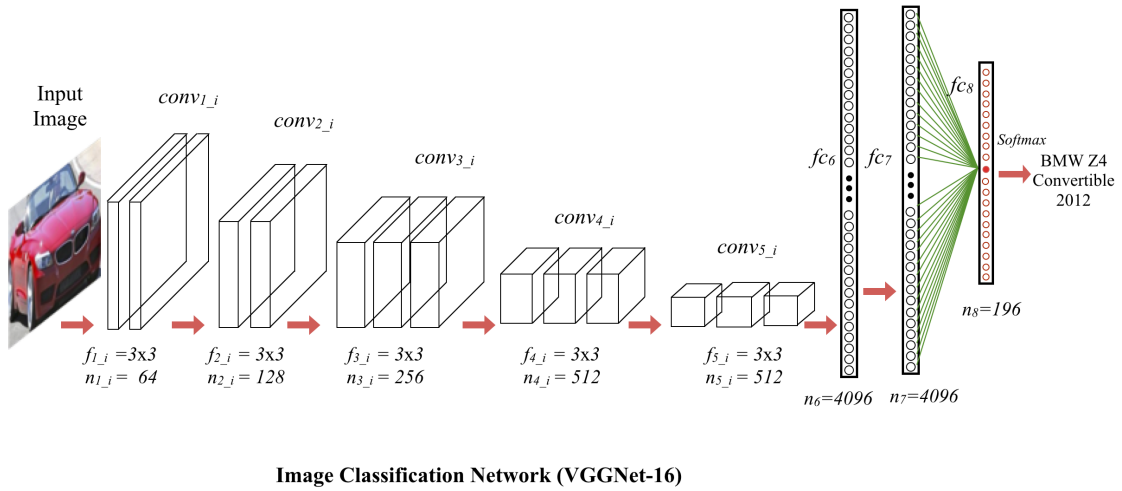 Input
Image
conv1_i
conv2_i
conv3_i
conv4_i
conv5_i
fc6
fc7
fc8
Softmax
BMW Z4
Convertible
2012
f1_i =3x3
n1_i = 64
f2_i = 3x3
n2_i = 128
f3_i = 3x3
n3_i = 256
f4_i = 3x3
n4_i = 512
f5_i = 3x3
n5_i = 512
n6=4096
n7=4096
n8=196
Image Classification Network (VGGNet-16)